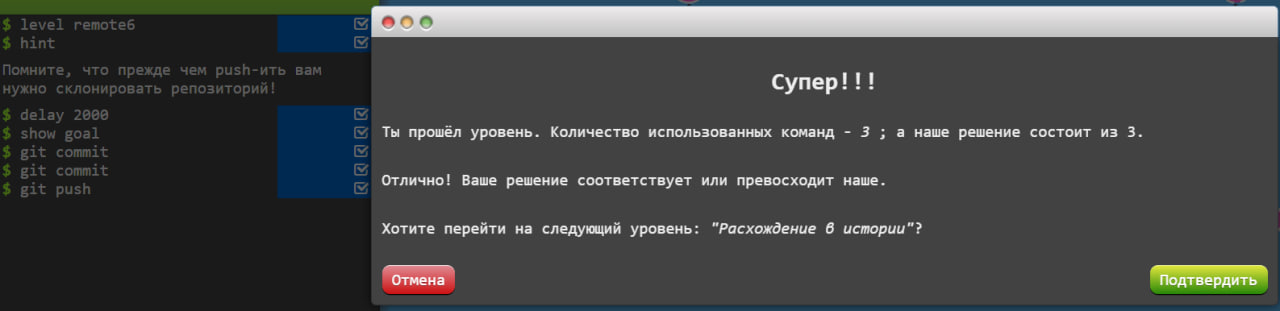 $ level remote6
$ hint
Помните, что прежде чем push-ить вам
нужно склонировать репозиторий!
$ delay 2000
$ show goal
$ git commit
$ git commit
$ git push
Супер!!!
Ты прошёл уровень. Количество использованных команд - 3 ; а наше решение состоит из 3.
Отлично! Ваше решение соответствует или превосходит наше.
Хотите перейти на следующий уровень: "Расхождение в истории"?
Отмена
Подтвердить